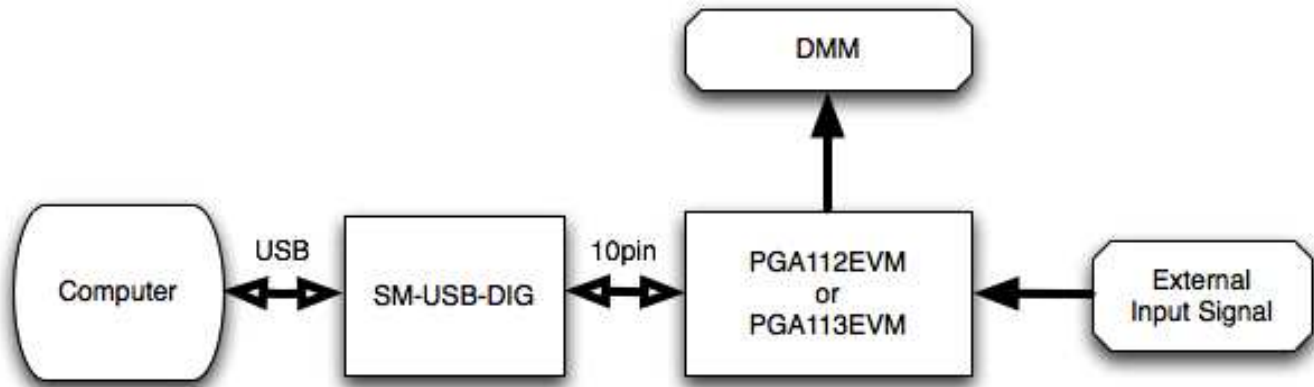 DMM
USB
10pin
Computer
SM-USB-DIG
PGA112EVM
or
PGA113EVM
External
Input Signal